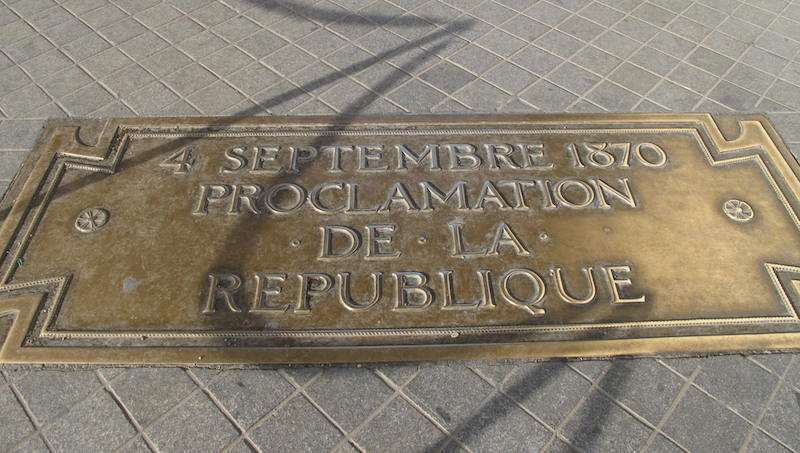 4 SEPTEMBRE 1870
PROCLAMATION
· DE · LA ·
REPUBLIQUE